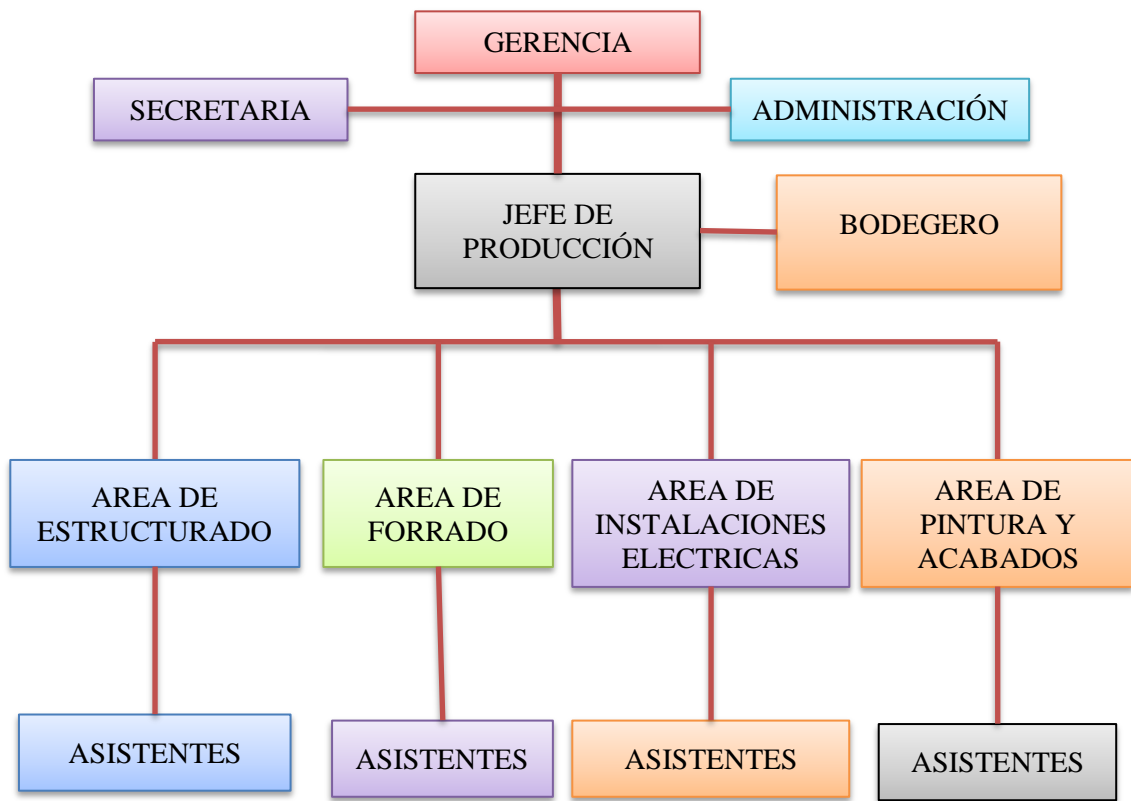 GERENCIA
SECRETARIA
ADMINISTRACIÓN
JEFE DE
PRODUCCIÓN
BODEGERO
AREA DE
ESTRUCTURADO
AREA DE
FORRADO
AREA DE
INSTALACIONES
ELECTRICAS
AREA DE
PINTURA Y
ACABADOS
ASISTENTES
ASISTENTES
ASISTENTES
ASISTENTES